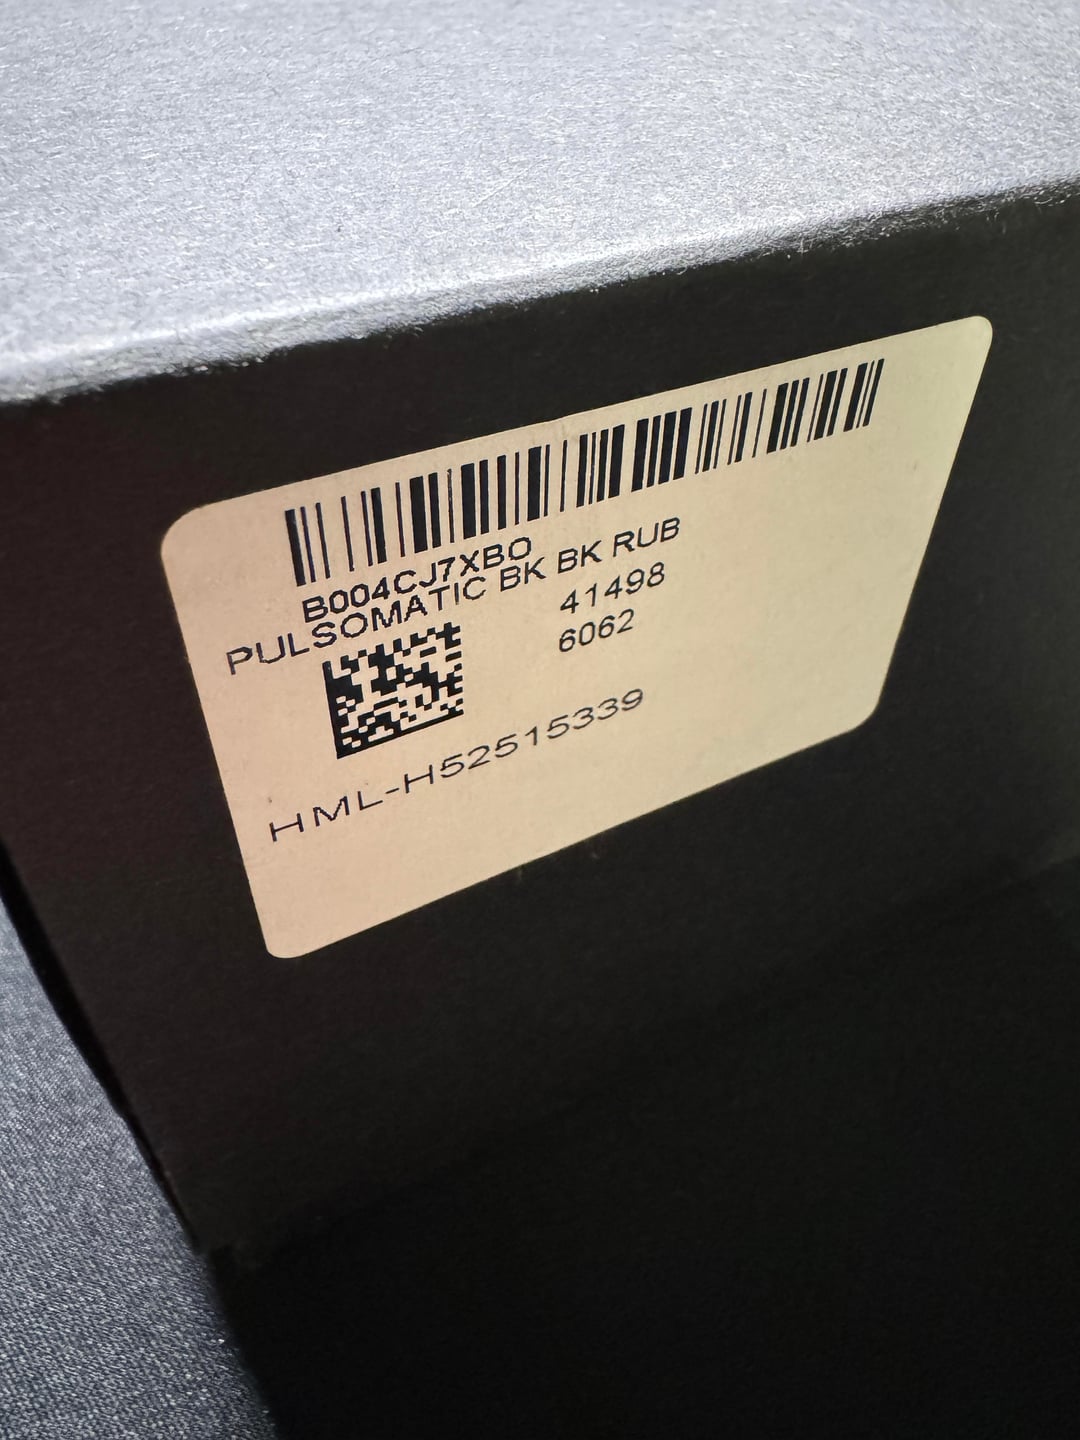 B004CJ7XBO
PULSOMATIC BK BK RUB
41498
6062
HML-H52515339